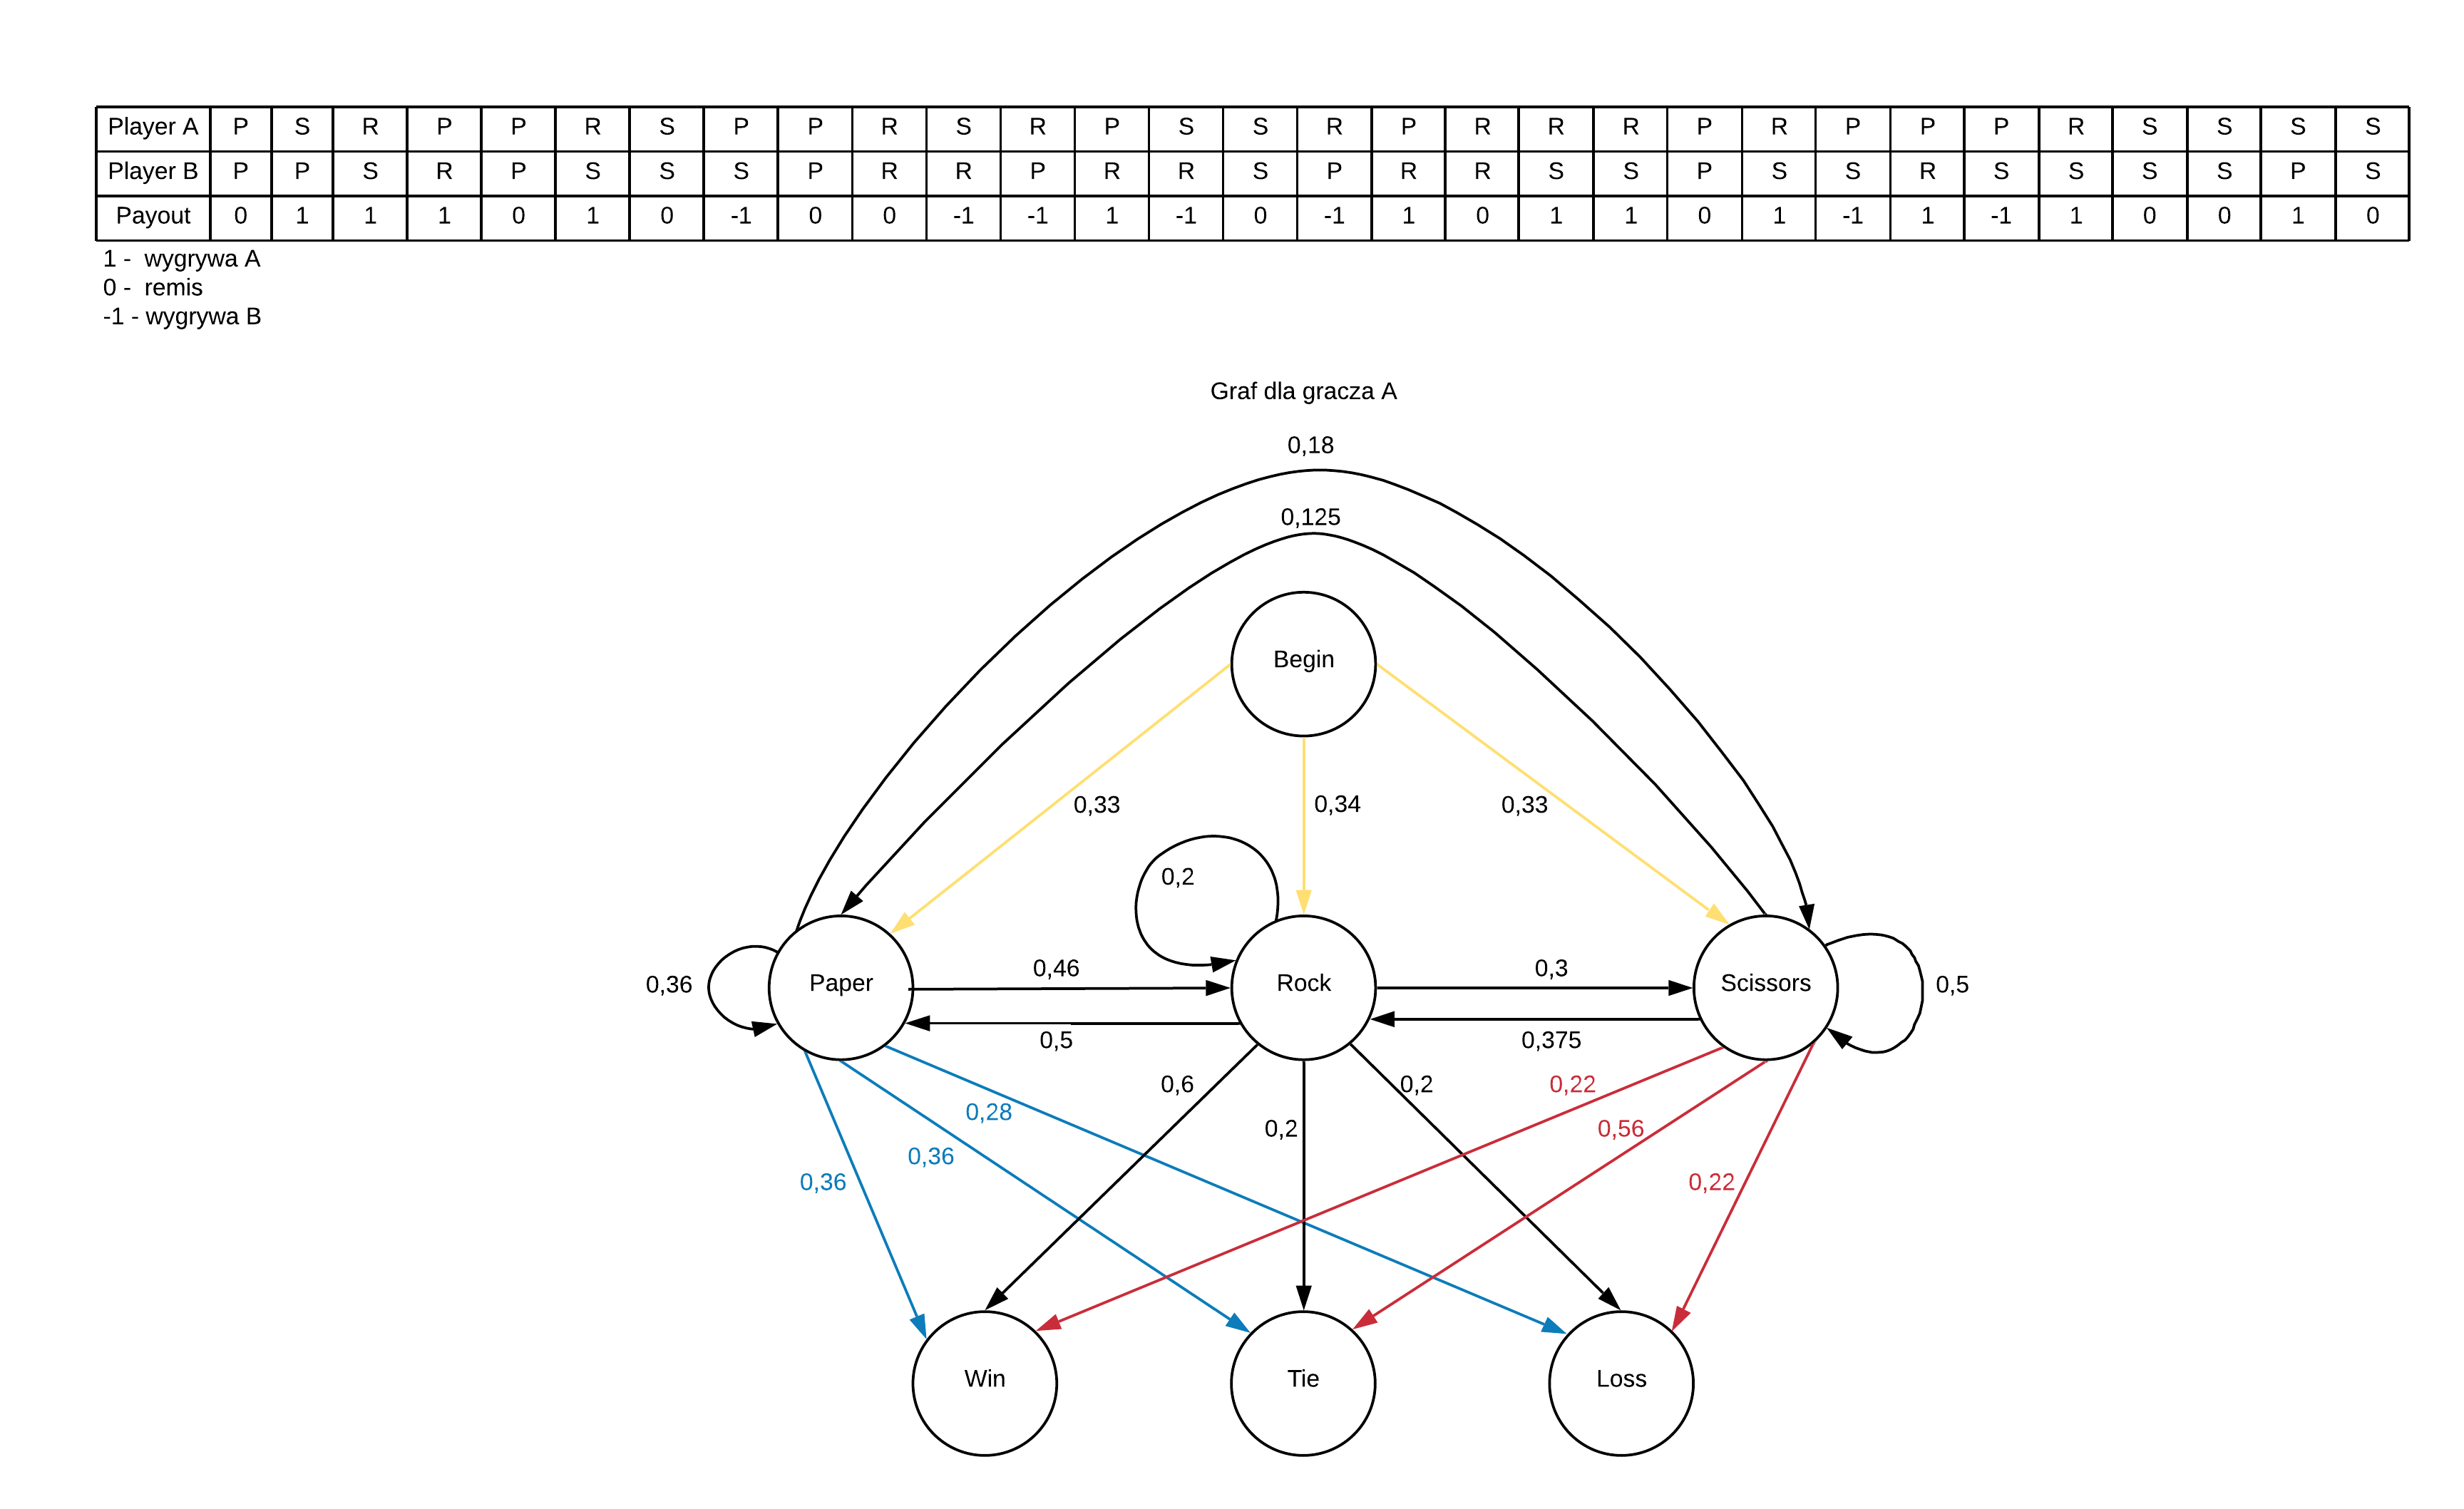 Player A P S R P P R S P P R S R P S S R P R R R P R P P P R S S S S
Player B P P S R P S S S P R R P R R S P R R S S P S S R S S S S P S
Payout 0 1 1 1 0 1 0 -1 0 0 -1 -1 1 -1 0 -1 1 0 1 1 0 1 -1 1 -1 1 0 0 1 0
1 - wygrywa A
0 - remis
-1 - wygrywa B
Graf dla gracza A
0,18
0,125
Begin
0,33 0,34 0,33
0,2
0,46 0,3
0,36 Paper Rock Scissors 0,5
0,5 0,375
0,6 0,2 0,22
0,28
0,2 0,56
0,36
0,36 0,22
Win Tie Loss